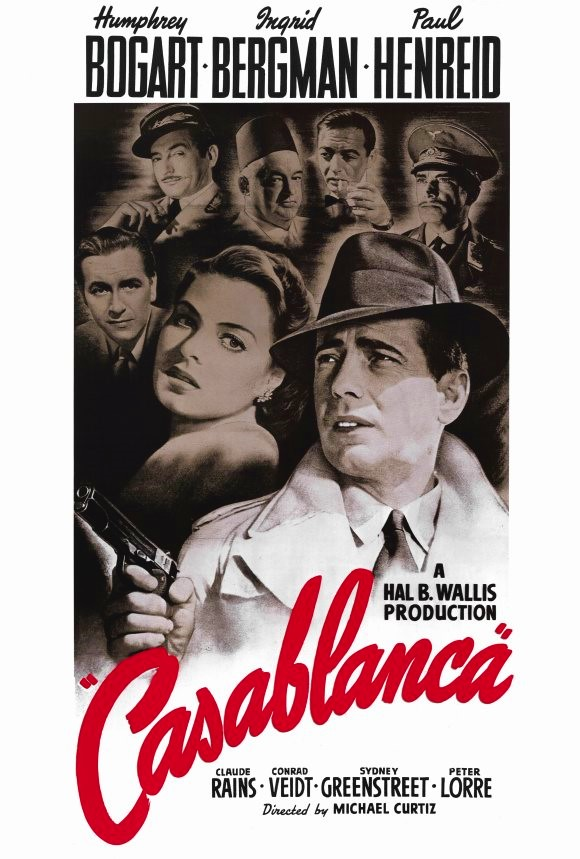 Humphrey Ingrid Paul
BOGART · BERGMAN · HENREID
A
HAL B. WALLIS
PRODUCTION
"Casablanca"
CLAUDE CONRAD SYDNEY PETER
RAINS · VEIDT · GREENSTREET · LORRE
Directed by MICHAEL CURTIZ